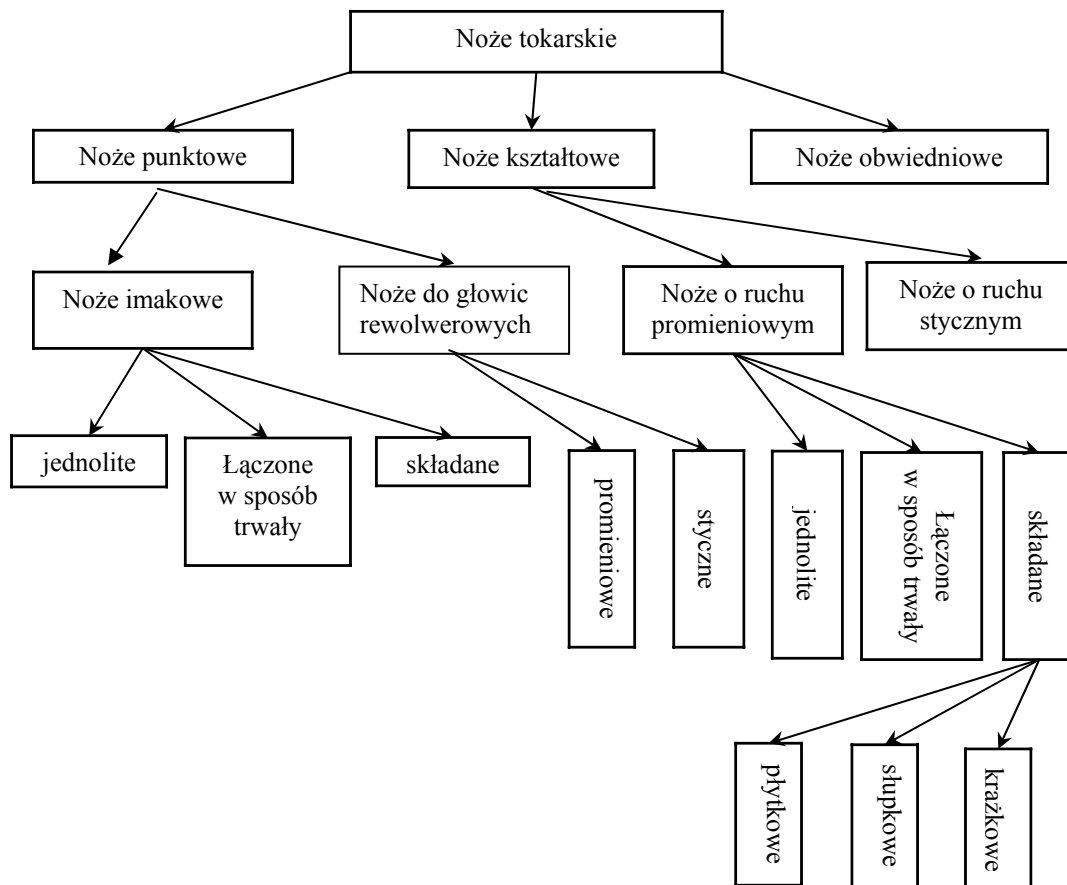 Noże tokarskie
Noże punktowe
Noże kształtowe
Noże obwiedniowe
Noże imakowe
Noże do głowic
rewolwerowych
Noże o ruchu
promieniowym
Noże o ruchu
stycznym
jednolite
Łączone
w sposób
trwały
składane
promieniowe
styczne
jednolite
Łączone
w sposób trwały
składane
płytkowe
słupkowe
krażkowe